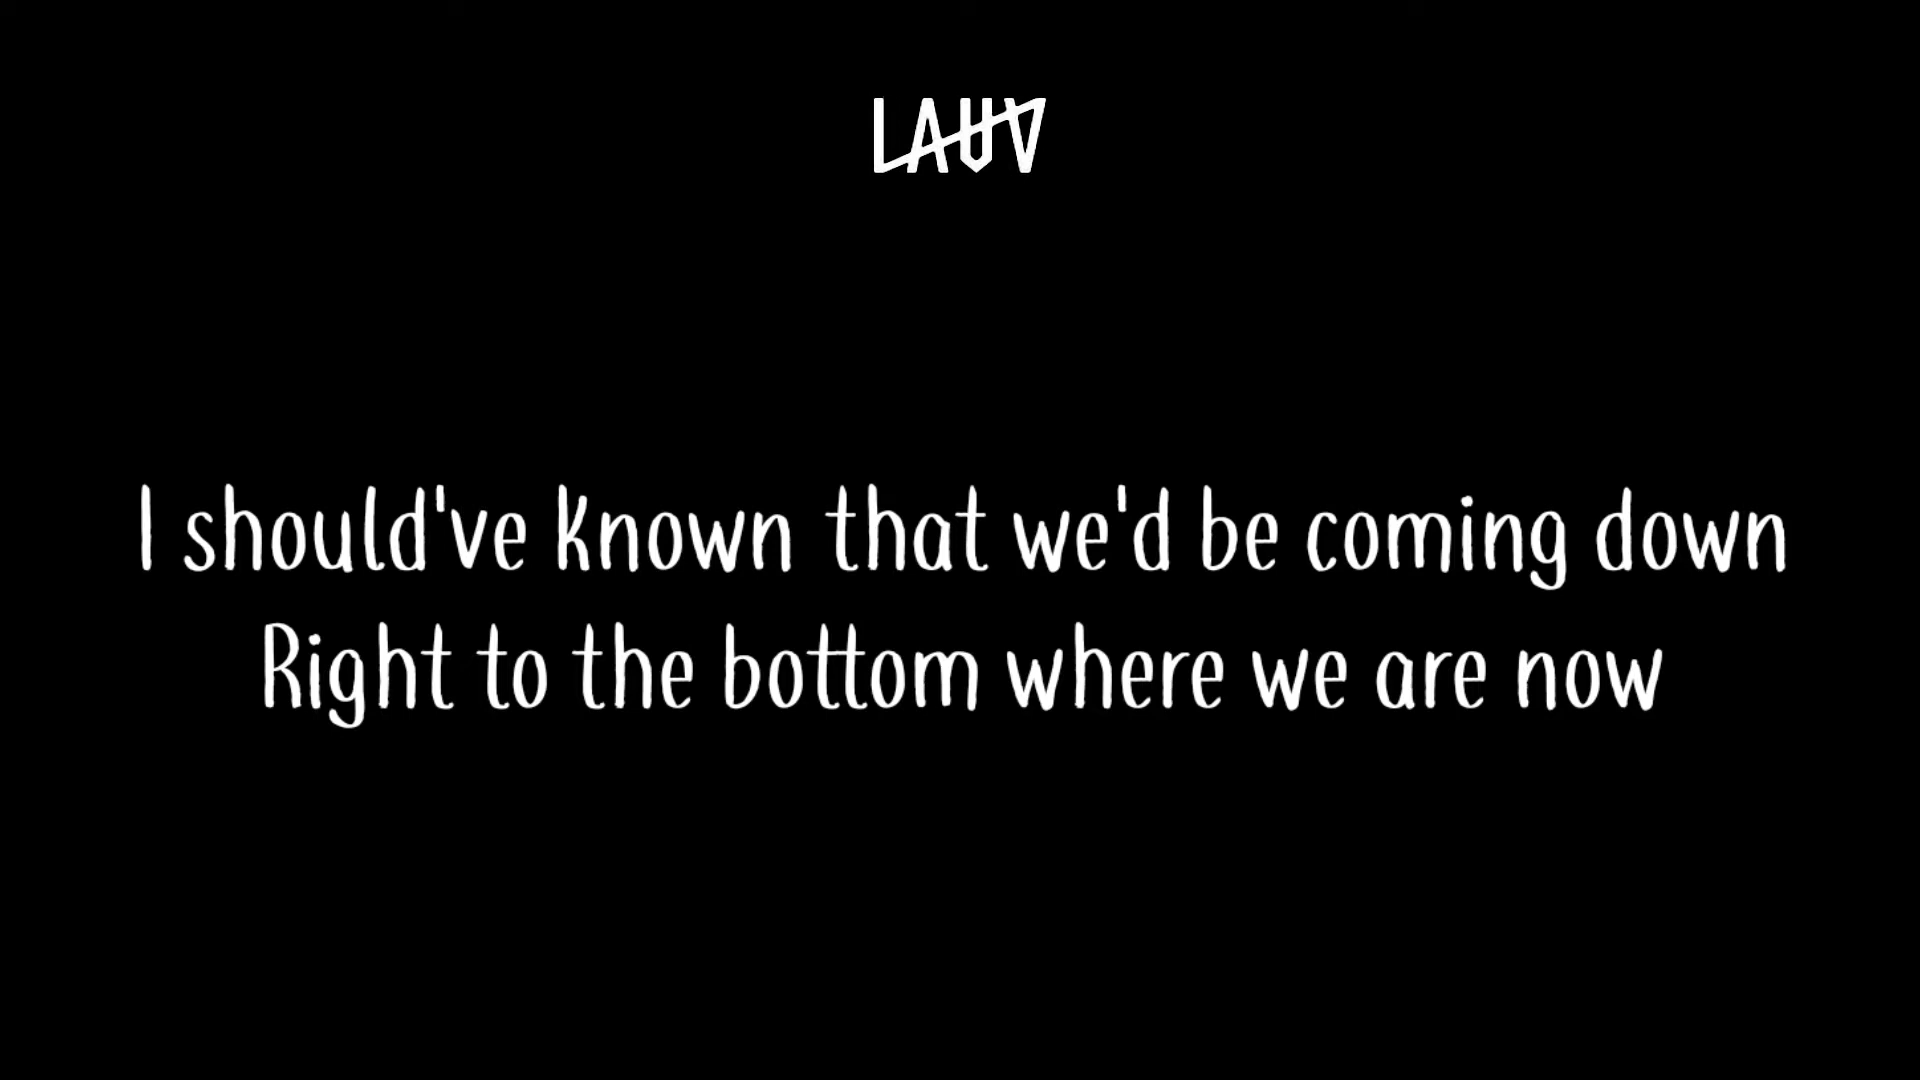 LAUV
I should've known that we'd be coming down
Right to the bottom where we are now